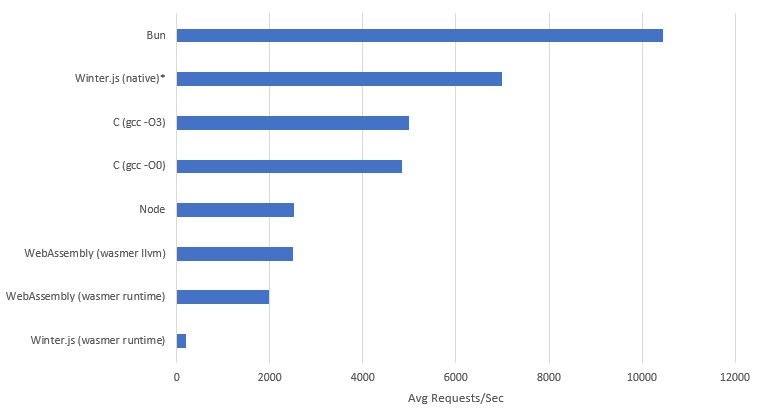 Bun
Winter.js (native)*
C (gcc -O3)
C (gcc -O0)
Node
WebAssembly (wasmer llvm)
WebAssembly (wasmer runtime)
Winter.js (wasmer runtime)
0 2000 4000 6000 8000 10000 12000
Avg Requests/Sec